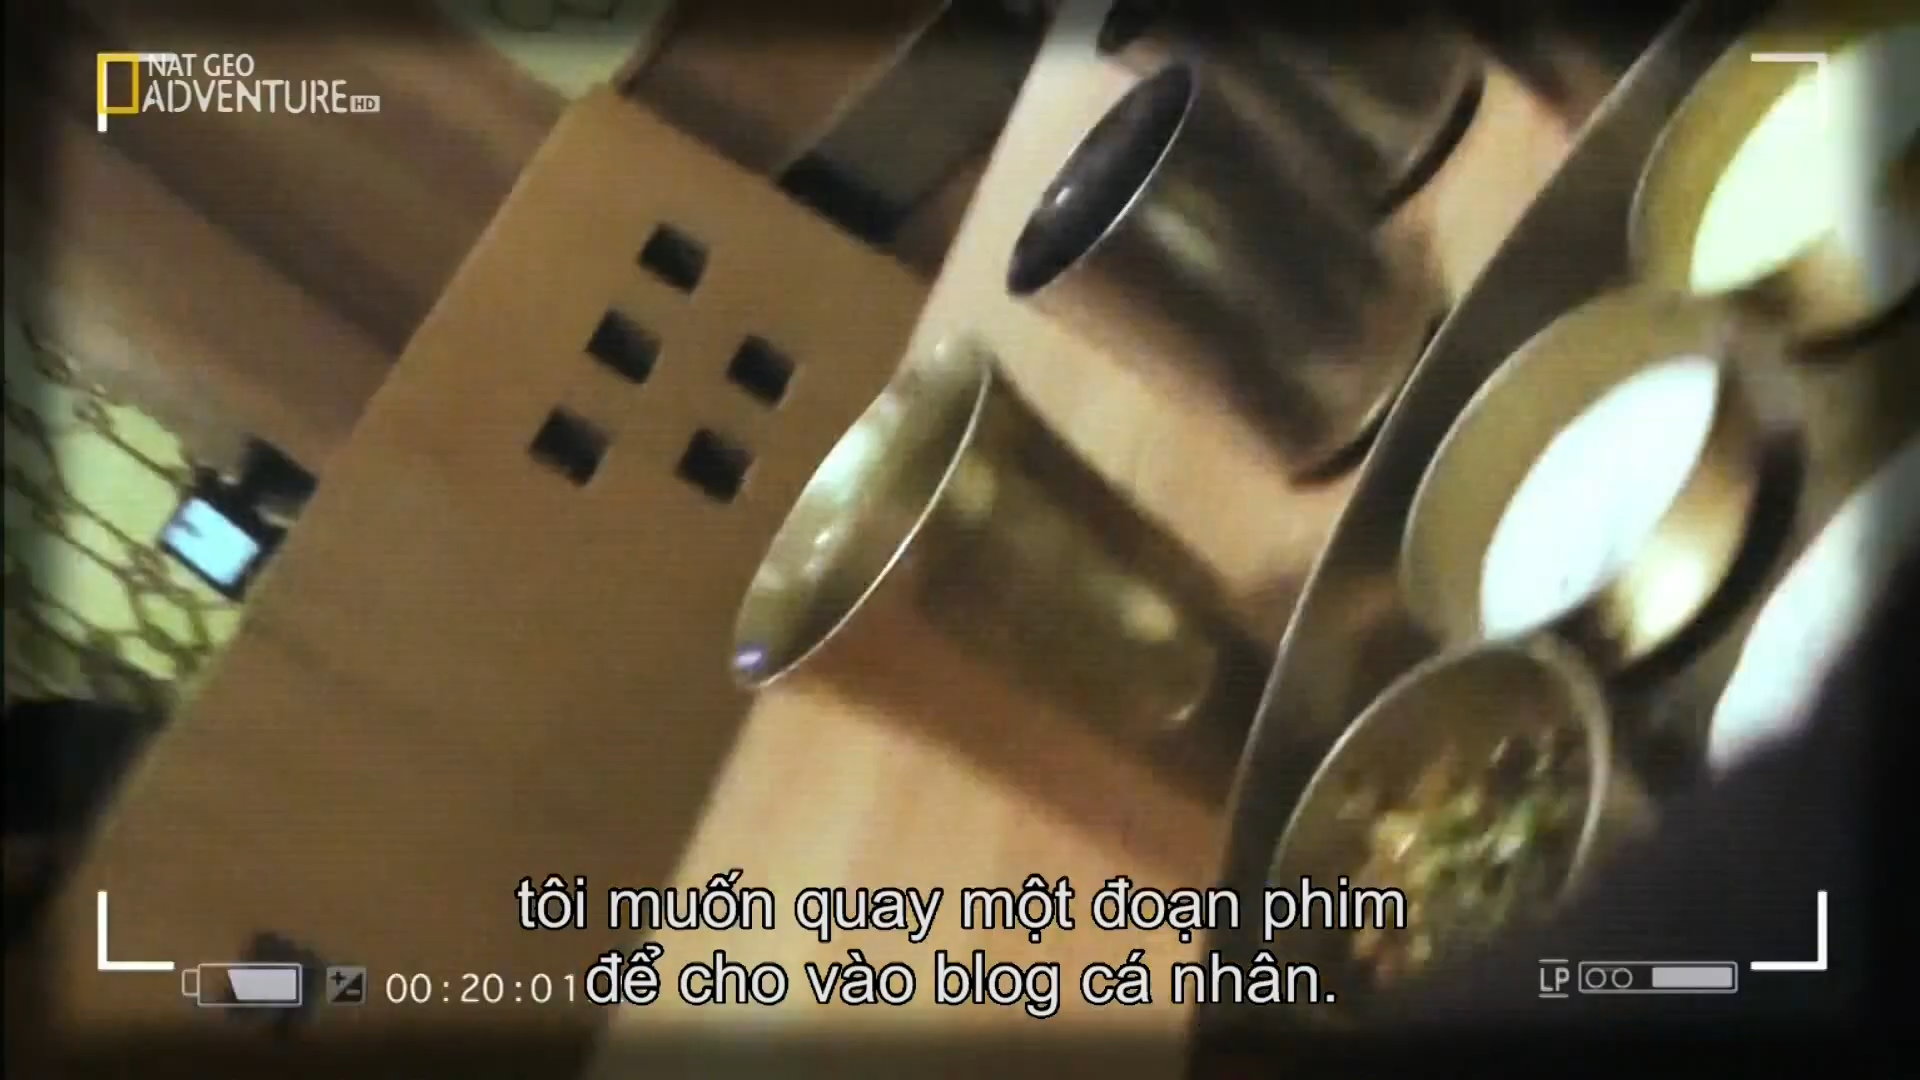 NAT GEO
ADVENTURE HD
tôi muốn quay một đoạn phim
để cho vào blog cá nhân.
00:20:01
LP